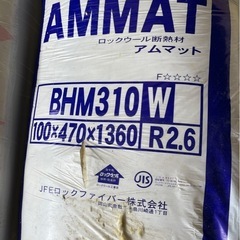 AMMAT
ロックウール断熱材
アムマット
F☆☆☆☆
BHM310 W
100×470×1360 R2.6
JIS
JFEロックファイバー株式会社